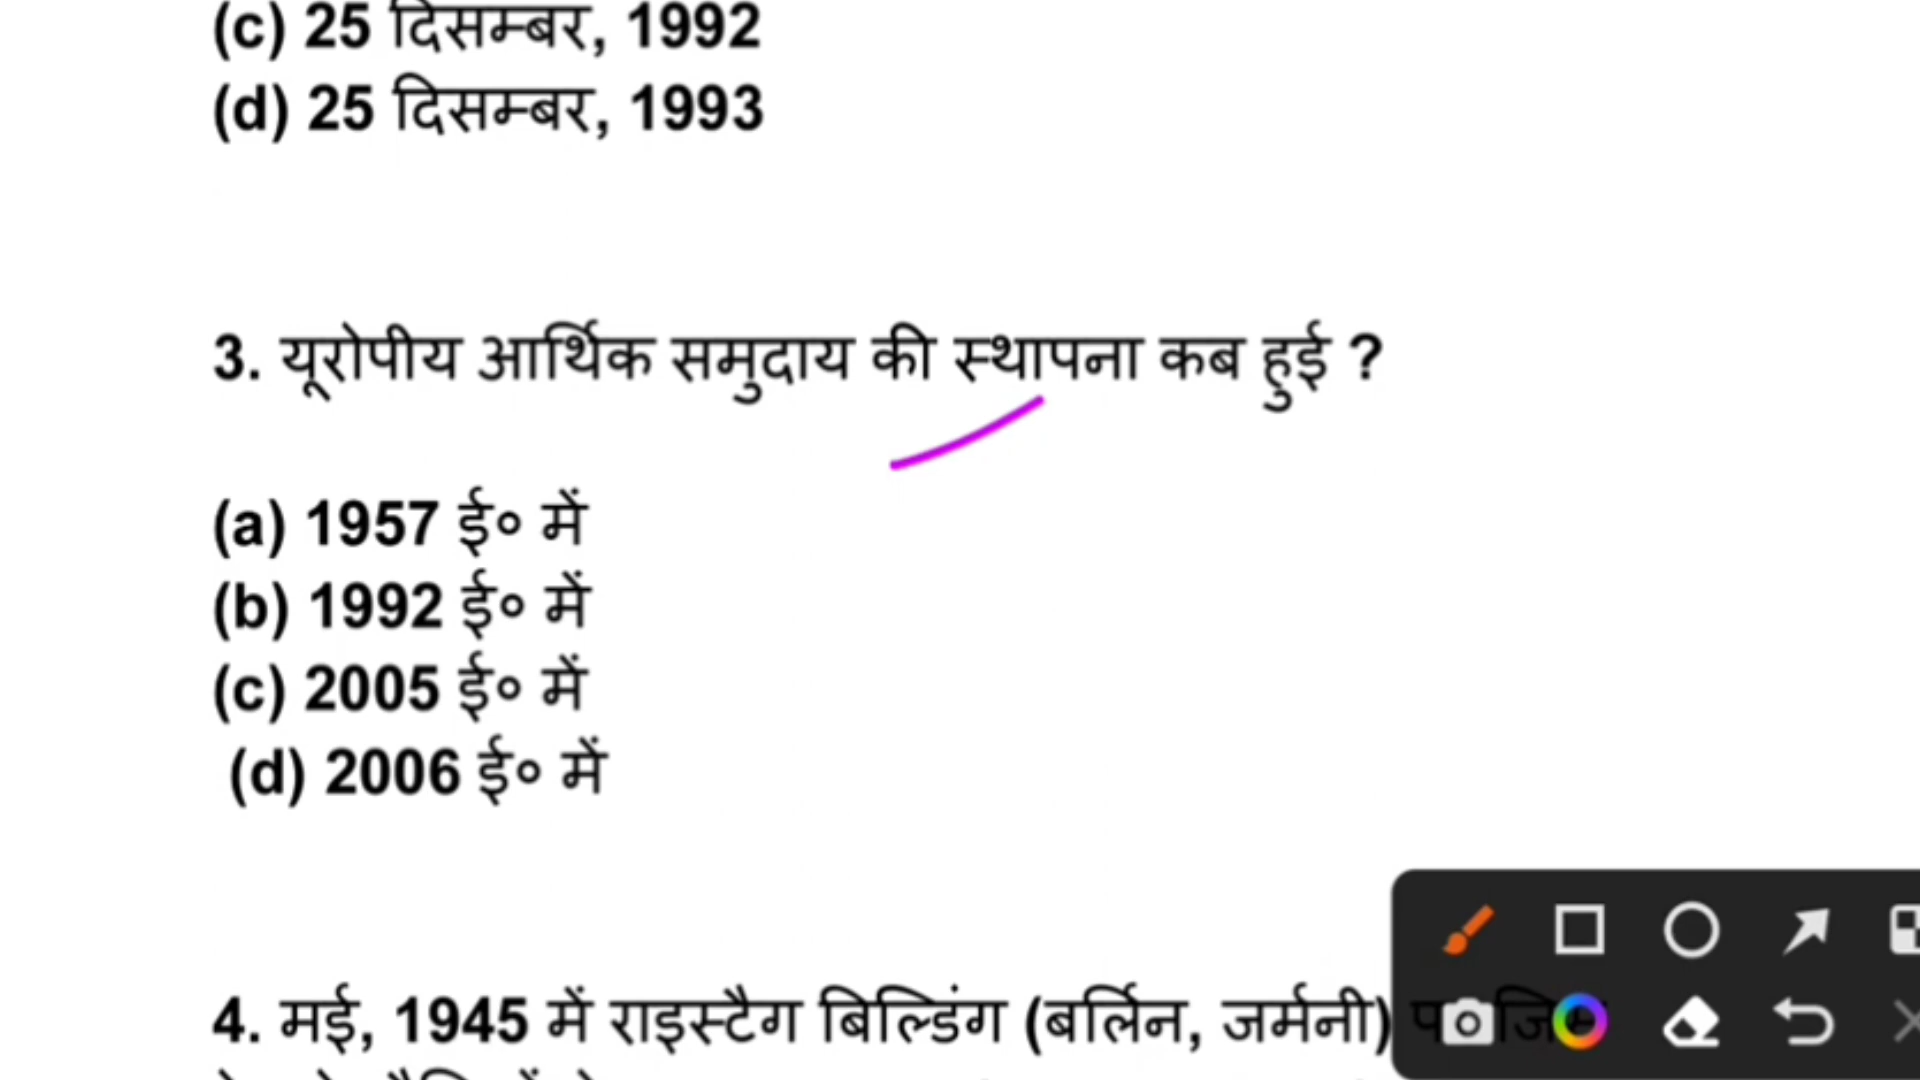 (c) 25 दिसम्बर, 1992
(d) 25 दिसम्बर, 1993
3. यूरोपीय आर्थिक समुदाय की स्थापना कब हुई ?
(a) 1957 ई० में
(b) 1992 ई० में
(c) 2005 ई० में
(d) 2006 ई० में
4. मई, 1945 में राइस्टैग बिल्डिंग (बर्लिन, जर्मनी)